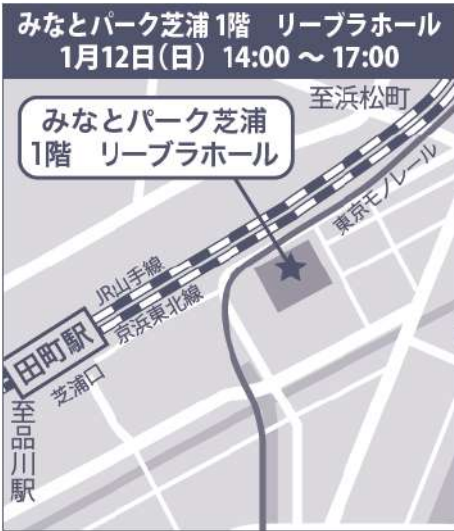 みなとパーク芝浦 1階　リーブラホール
1月12日(日) 14:00 ～ 17:00
至浜松町
みなとパーク芝浦
1階　リーブラホール
東京モノレール
JR山手線
京浜東北線
田町駅
芝浦口
至品川駅